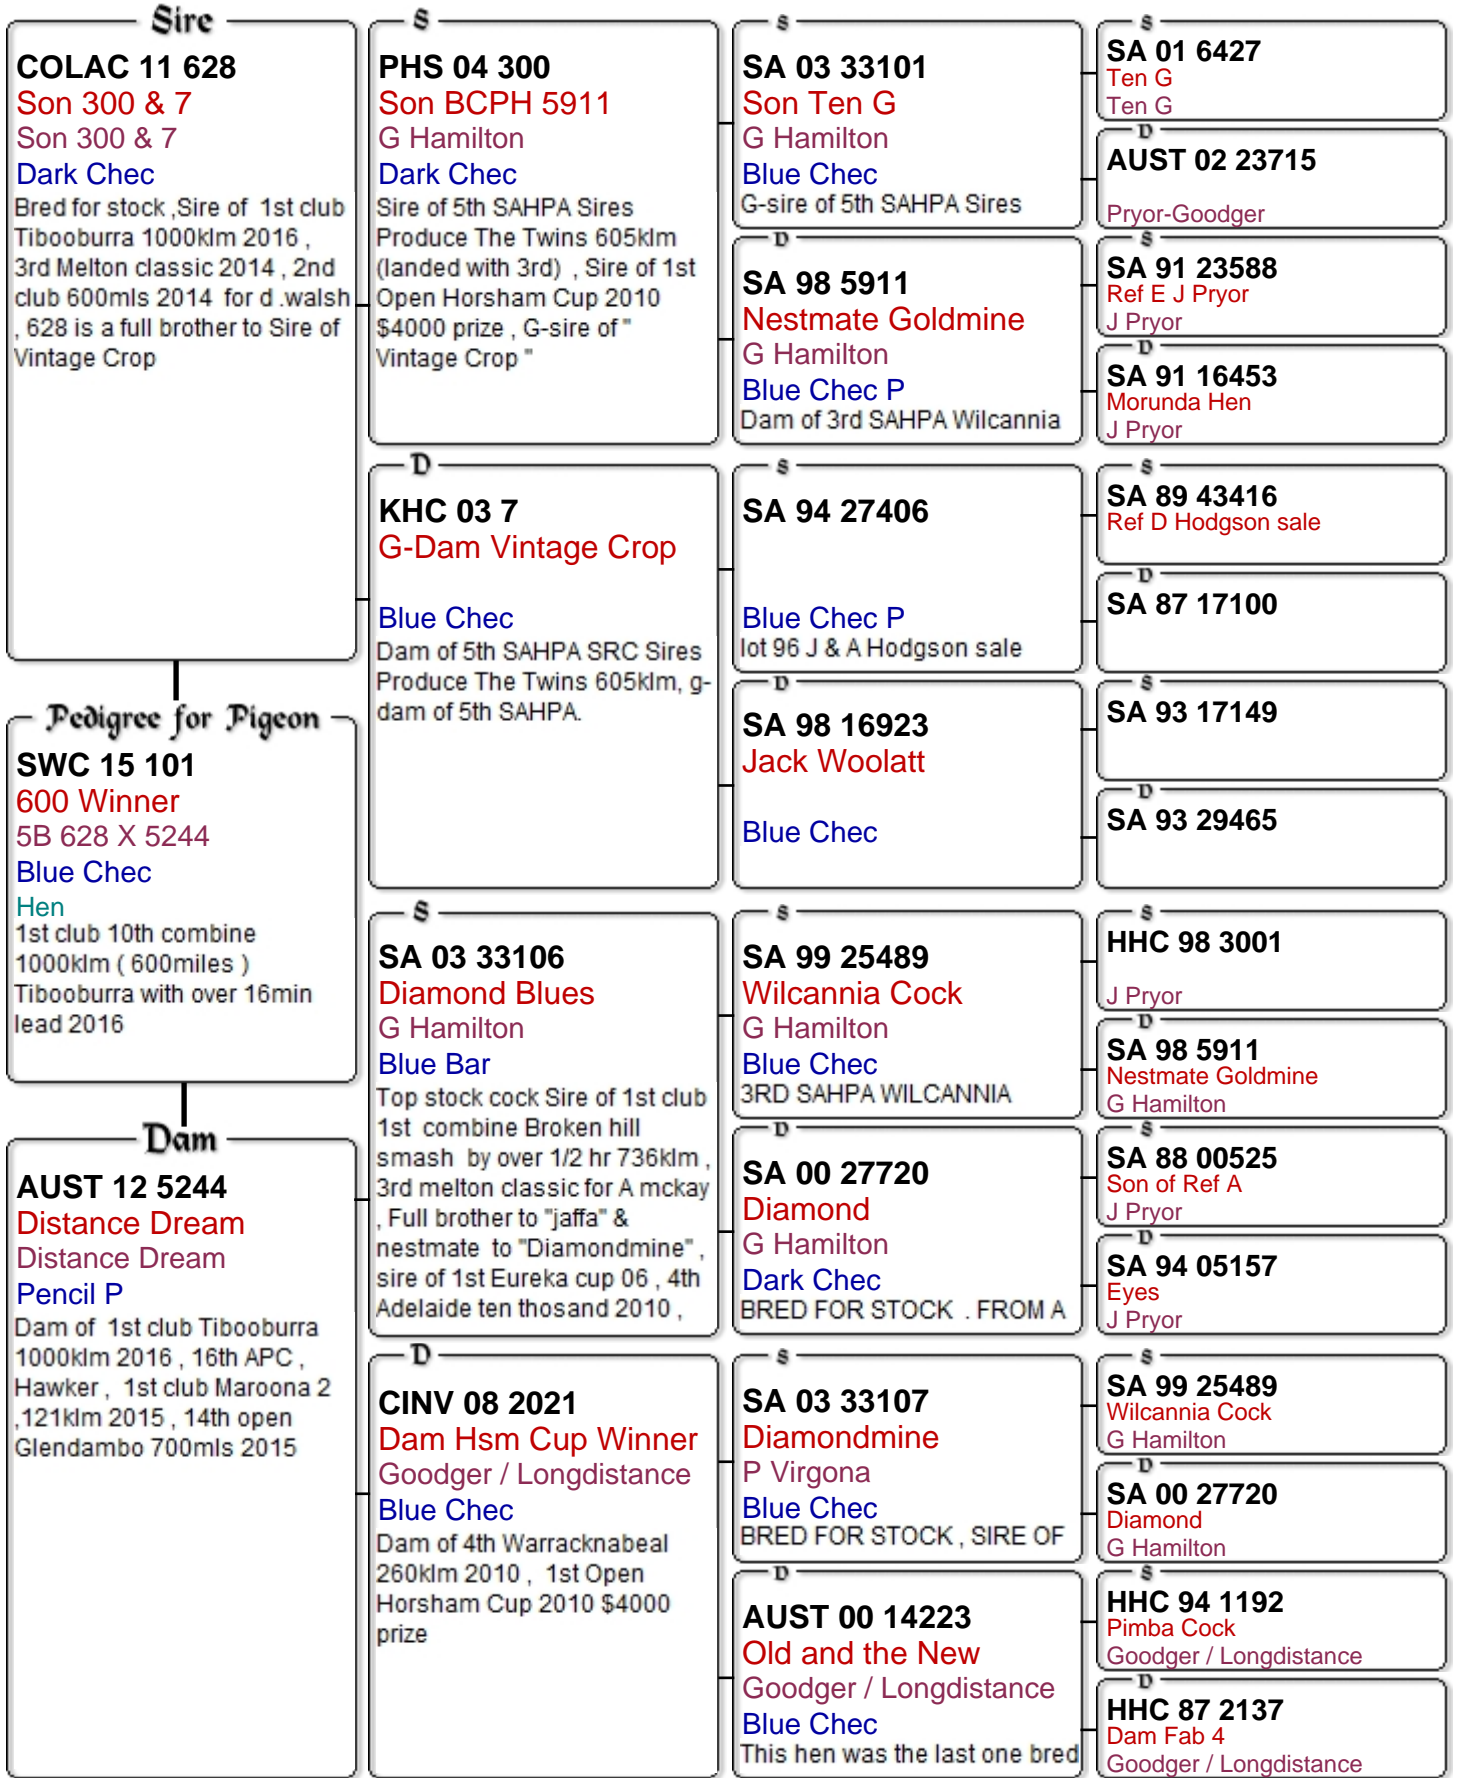 Sire
COLAC 11 628
Son 300 & 7
Son 300 & 7
Dark Chec
Bred for stock ,Sire of 1st club
Tibooburra 1000klm 2016 ,
3rd Melton classic 2014 , 2nd
club 600mls 2014 for d .walsh
, 628 is a full brother to Sire of
Vintage Crop
Pedigree for Pigeon
SWC 15 101
600 Winner
5B 628 X 5244
Blue Chec
Hen
1st club 10th combine
1000klm ( 600miles )
Tibooburra with over 16min
lead 2016
Dam
AUST 12 5244
Distance Dream
Distance Dream
Pencil P
Dam of 1st club Tibooburra
1000klm 2016 , 16th APC ,
Hawker , 1st club Maroona 2
,121klm 2015 , 14th open
Glendambo 700mls 2015
S
PHS 04 300
Son BCPH 5911
G Hamilton
Dark Chec
Sire of 5th SAHPA Sires
Produce The Twins 605klm
(landed with 3rd) , Sire of 1st
Open Horsham Cup 2010
$4000 prize , G-sire of "
Vintage Crop "
D
KHC 03 7
G-Dam Vintage Crop
Blue Chec
Dam of 5th SAHPA SRC Sires
Produce The Twins 605klm, g-
dam of 5th SAHPA.
S
SA 03 33106
Diamond Blues
G Hamilton
Blue Bar
Top stock cock Sire of 1st club
1st combine Broken hill
smash by over 1/2 hr 736klm ,
3rd melton classic for A mckay
, Full brother to "jaffa" &
nestmate to "Diamondmine" ,
sire of 1st Eureka cup 06 , 4th
Adelaide ten thosand 2010 ,
D
CINV 08 2021
Dam Hsm Cup Winner
Goodger / Longdistance
Blue Chec
Dam of 4th Warracknabeal
260klm 2010 , 1st Open
Horsham Cup 2010 $4000
prize
S
SA 03 33101
Son Ten G
G Hamilton
Blue Chec
G-sire of 5th SAHPA Sires
D
SA 98 5911
Nestmate Goldmine
G Hamilton
Blue Chec P
Dam of 3rd SAHPA Wilcannia
S
SA 94 27406
Blue Chec P
lot 96 J & A Hodgson sale
D
SA 98 16923
Jack Woolatt
Blue Chec
S
SA 99 25489
Wilcannia Cock
G Hamilton
Blue Chec
3RD SAHPA WILCANNIA
D
SA 00 27720
Diamond
G Hamilton
Dark Chec
BRED FOR STOCK . FROM A
S
SA 03 33107
Diamondmine
P Virgona
Blue Chec
BRED FOR STOCK , SIRE OF
D
AUST 00 14223
Old and the New
Goodger / Longdistance
Blue Chec
This hen was the last one bred
S
SA 01 6427
Ten G
Ten G
D
AUST 02 23715
Pryor-Goodger
S
SA 91 23588
Ref E J Pryor
J Pryor
D
SA 91 16453
Morunda Hen
J Pryor
S
SA 89 43416
Ref D Hodgson sale
D
SA 87 17100
S
SA 93 17149
D
SA 93 29465
S
HHC 98 3001
J Pryor
D
SA 98 5911
Nestmate Goldmine
G Hamilton
S
SA 88 00525
Son of Ref A
J Pryor
D
SA 94 05157
Eyes
J Pryor
S
SA 99 25489
Wilcannia Cock
G Hamilton
D
SA 00 27720
Diamond
G Hamilton
S
HHC 94 1192
Pimba Cock
Goodger / Longdistance
D
HHC 87 2137
Dam Fab 4
Goodger / Longdistance